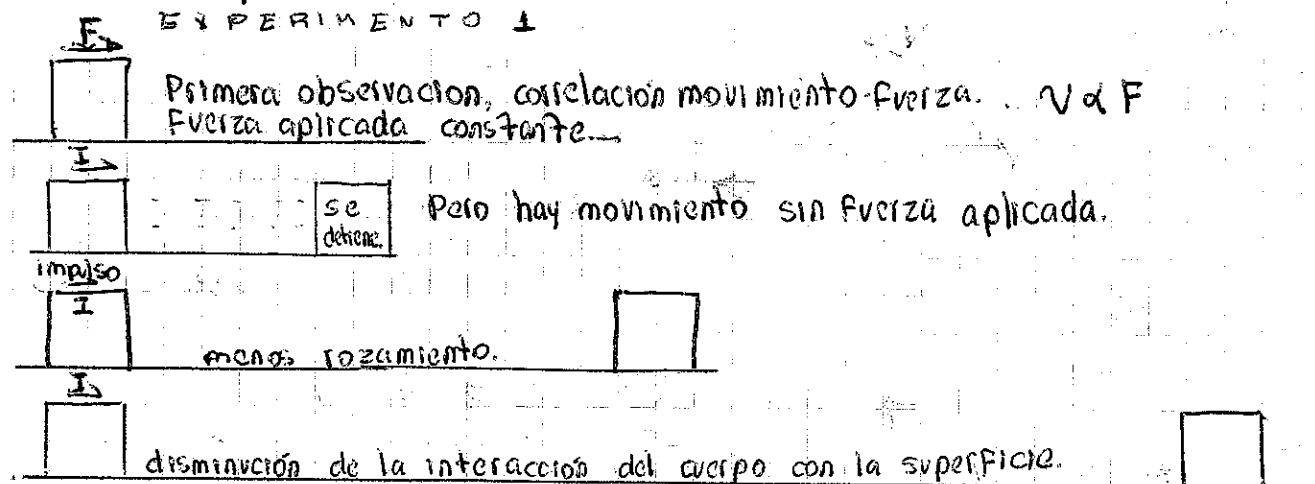 EXPERIMENTO 1
F
Primera observacion, correlación movimiento-fuerza. . V α F
Fuerza aplicada constante.
I
se
detiene.
Pero hay movimiento sin fuerza aplicada.
impulso
I
menos rozamiento.
I
disminución de la interacción del cuerpo con la superficie.